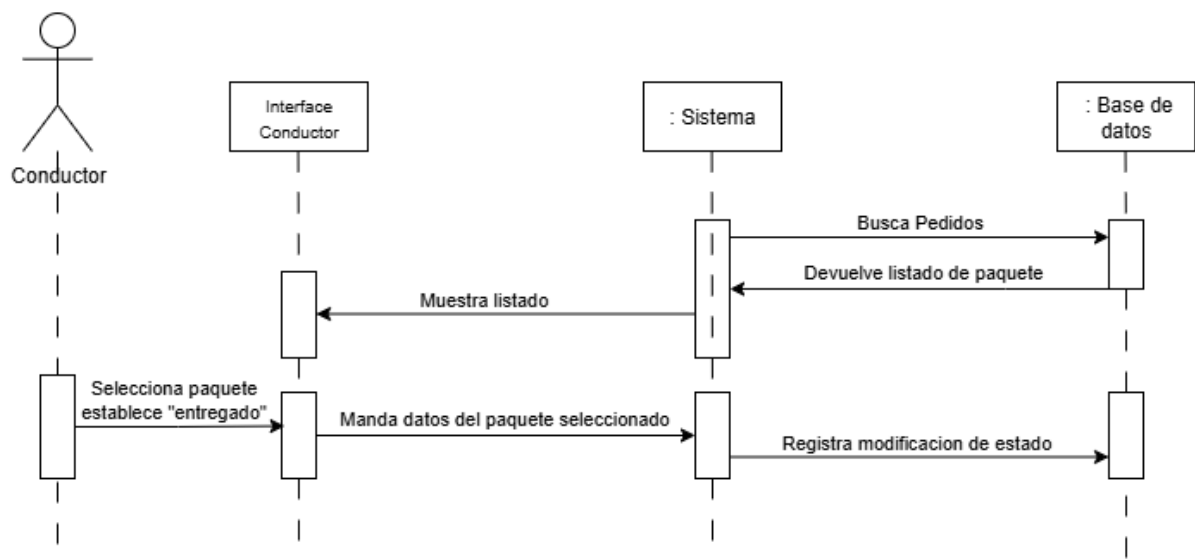 Conductor
Interface
Conductor
: Sistema
: Base de
datos
Busca Pedidos
Devuelve listado de paquete
Muestra listado
Selecciona paquete
establece "entregado"
Manda datos del paquete seleccionado
Registra modificacion de estado